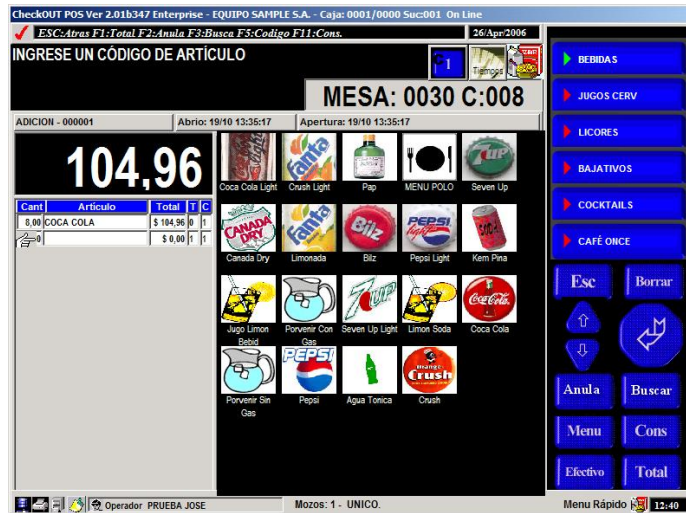 CheckOUT POS Ver 2.01b347 Enterprise - EQUIPO SAMPLE S.A. - Caja: 0001/0000 Suc:001 On Line
ESC:Atras F1:Total F2:Anula F3:Busca F5:Codigo F11:Cons.
26/Apr/2006
INGRESE UN CÓDIGO DE ARTÍCULO
1
Tiempos
MESA: 0030 C:008
ADICION - 000001
Abrio: 19/10 13:35:17
Apertura: 19/10 13:35:17
104,96
Cant Artículo Total T C
8,00 COCA COLA $ 104,96 0 1
0 $ 0,00 1 1
Coca Cola Light
Crush Light
Pap
MENU POLO
Seven Up
Canada Dry
Limonada
Bilz
Pepsi Light
Kem Pina
Jugo Limon Bebid
Porvenir Con Gas
Seven Up Light
Limon Soda
Coca Cola
Porvenir Sin Gas
Pepsi
Agua Tonica
Crush
BEBIDAS
JUGOS CERV
LICORES
BAJATIVOS
COCKTAILS
CAFÉ ONCE
Esc
Borrar
Anula
Buscar
Menu
Cons
Efectivo
Total
Operador PRUEBA JOSE
Mozos: 1 - UNICO.
Menu Rápido
12:40